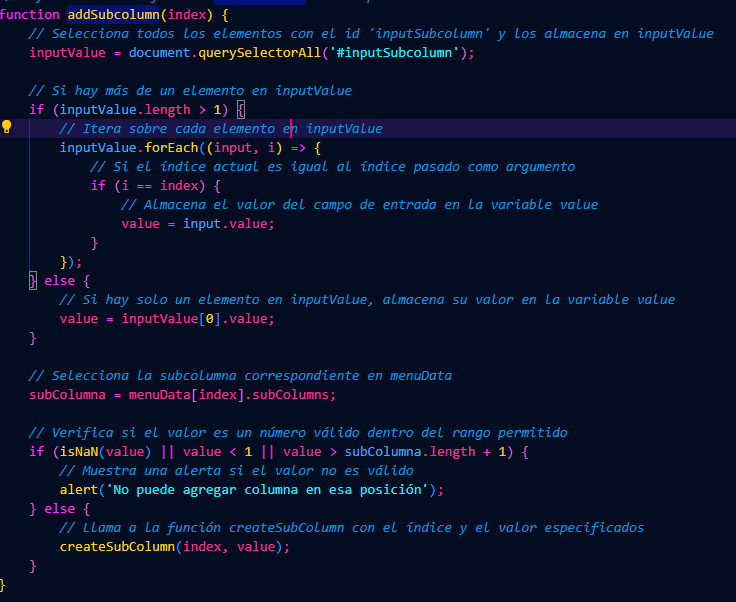 function addSubcolumn(index) {
// Selecciona todos los elementos con el id 'inputSubcolumn' y los almacena en inputValue
inputValue = document.querySelectorAll('#inputSubcolumn');
// Si hay más de un elemento en inputValue
if (inputValue.length > 1) {
// Itera sobre cada elemento en inputValue
inputValue.forEach((input, i) => {
// Si el índice actual es igual al índice pasado como argumento
if (i == index) {
// Almacena el valor del campo de entrada en la variable value
value = input.value;
}
});
} else {
// Si hay solo un elemento en inputValue, almacena su valor en la variable value
value = inputValue[0].value;
}
// Selecciona la subcolumna correspondiente en menuData
subColumna = menuData[index].subColumns;
// Verifica si el valor es un número válido dentro del rango permitido
if (isNaN(value) || value < 1 || value > subColumna.length + 1) {
// Muestra una alerta si el valor no es válido
alert('No puede agregar columna en esa posición');
} else {
// Llama a la función createSubColumn con el índice y el valor especificados
createSubColumn(index, value);
}
}